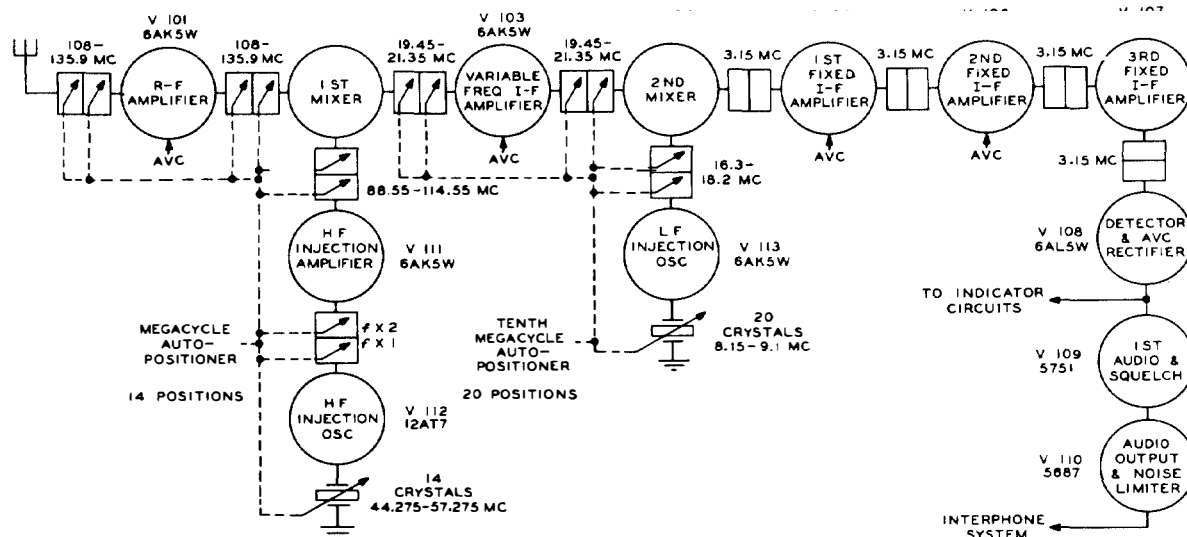 V 101
6AK5W
V 103
6AK5W
108-
135.9 MC
R-F
AMPLIFIER
108-
135.9 MC
1ST
MIXER
19.45-
21.35 MC
VARIABLE
FREQ I-F
AMPLIFIER
19.45-
21.35 MC
2ND
MIXER
3.15 MC
1ST
FIXED
I-F
AMPLIFIER
3.15 MC
2ND
FIXED
I-F
AMPLIFIER
3.15 MC
3RD
FIXED
I-F
AMPLIFIER
AVC
AVC
AVC
AVC
88.55-114.55 MC
16.3-
18.2 MC
3.15 MC
HF
INJECTION
AMPLIFIER
V 111
6AK5W
LF
INJECTION
OSC
V 113
6AK5W
V 108
6AL5W
DETECTOR
& AVC
RECTIFIER
TO INDICATOR
CIRCUITS
MEGACYCLE
AUTO-
POSITIONER
14 POSITIONS
f X 2
f X 1
TENTH
MEGACYCLE
AUTO-
POSITIONER
20 POSITIONS
20
CRYSTALS
8.15-9.1 MC
V 109
5751
1ST
AUDIO &
SQUELCH
HF
INJECTION
OSC
V 112
12AT7
V 110
5687
AUDIO
OUTPUT
& NOISE
LIMITER
14
CRYSTALS
44.275-57.275 MC
INTERPHONE
SYSTEM